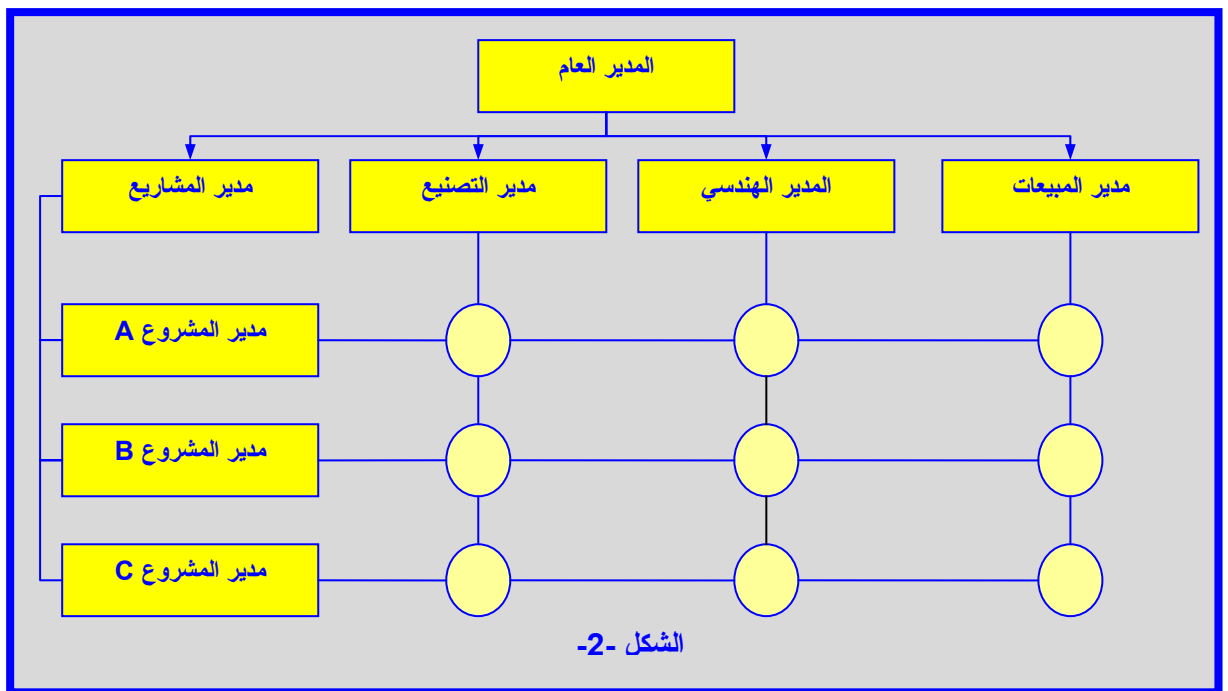 المدير العام
مدير المبيعات
المدير الهندسي
مدير التصنيع
مدير المشاريع
مدير المشروع A
مدير المشروع B
مدير المشروع C
الشكل -2-